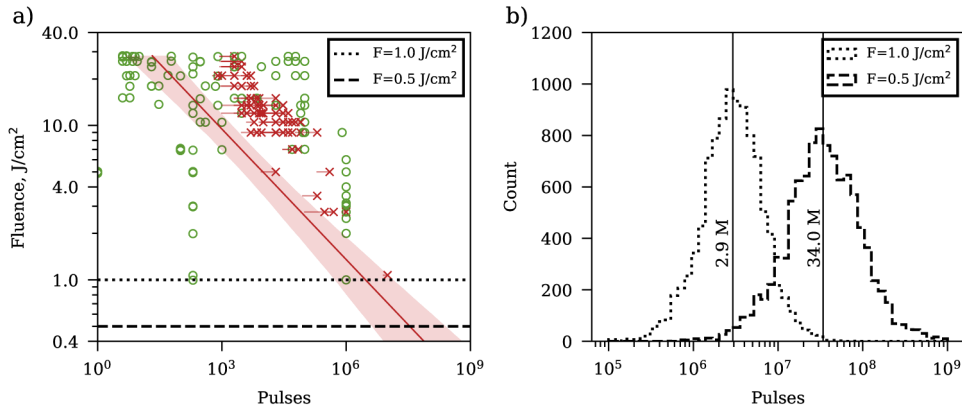 a)
40.0
10.0
4.0
1.0
0.4
Fluence, J/cm²
10⁰
10³
10⁶
10⁹
Pulses
F=1.0 J/cm²
F=0.5 J/cm²
b)
1200
1000
800
600
400
200
0
Count
10⁵
10⁶
10⁷
10⁸
10⁹
Pulses
F=1.0 J/cm²
F=0.5 J/cm²
2.9 M
34.0 M